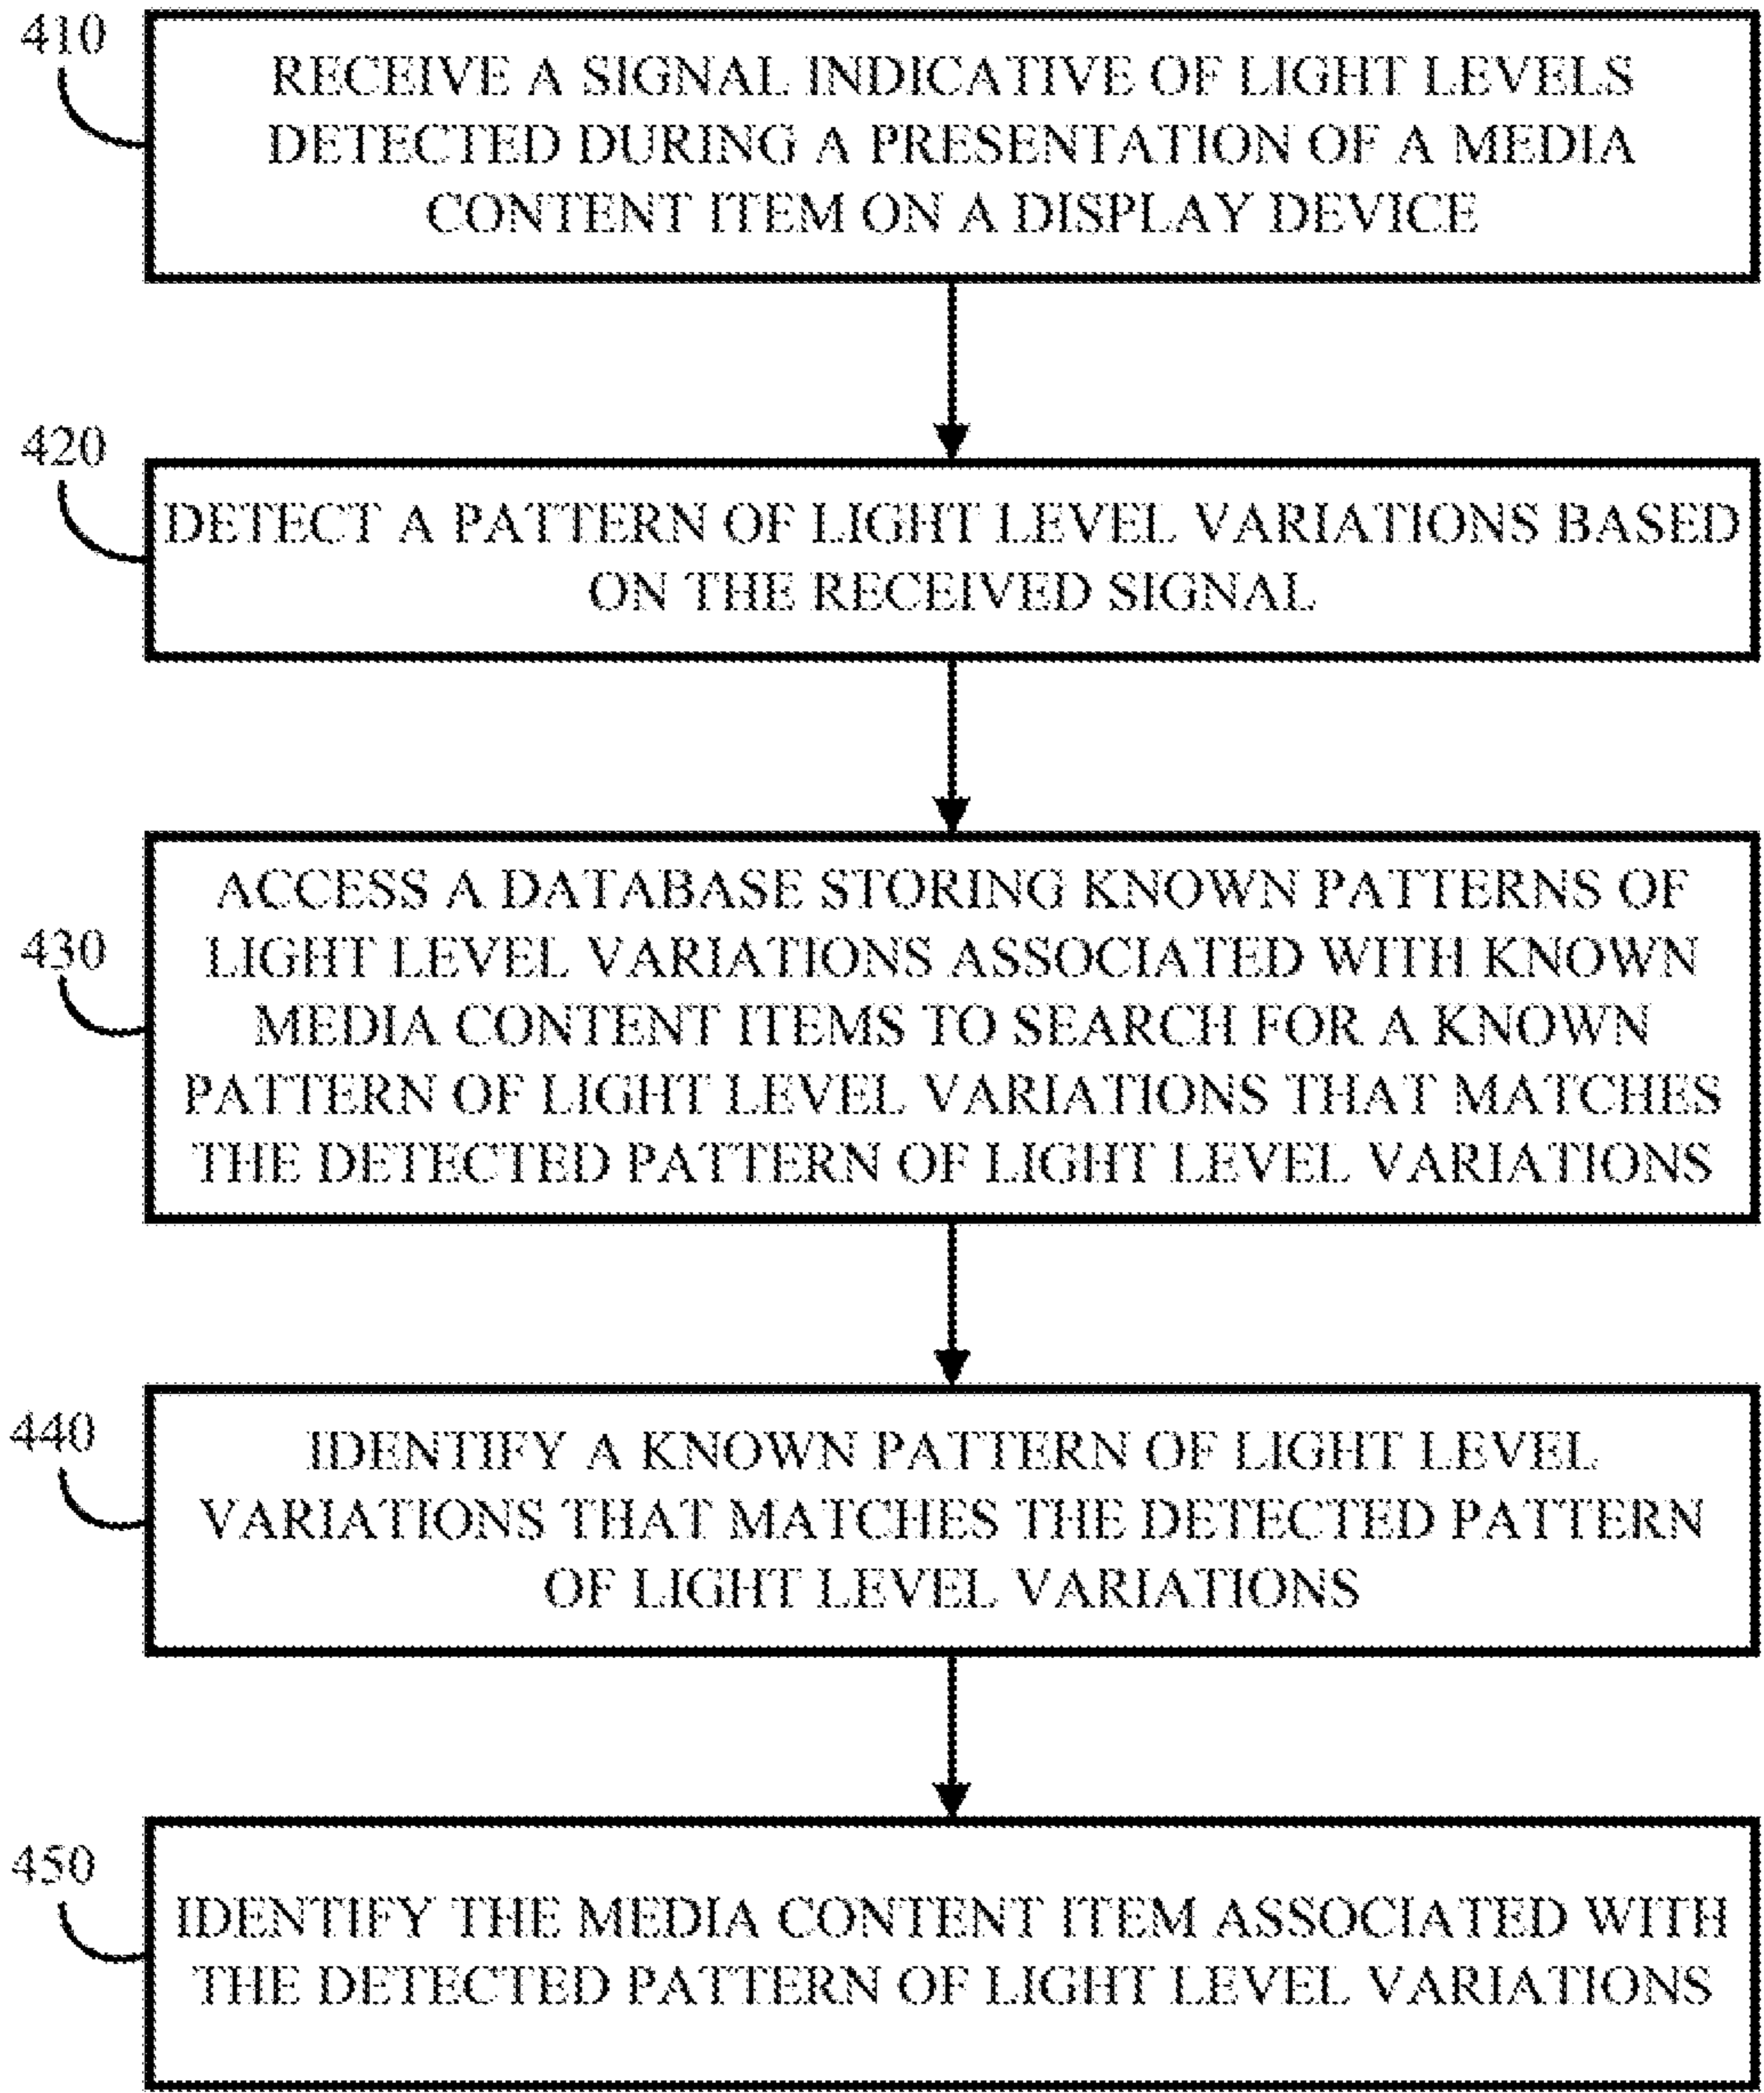 410
RECEIVE A SIGNAL INDICATIVE OF LIGHT LEVELS
DETECTED DURING A PRESENTATION OF A MEDIA
CONTENT ITEM ON A DISPLAY DEVICE
420
DETECT A PATTERN OF LIGHT LEVEL VARIATIONS BASED
ON THE RECEIVED SIGNAL
430
ACCESS A DATABASE STORING KNOWN PATTERNS OF
LIGHT LEVEL VARIATIONS ASSOCIATED WITH KNOWN
MEDIA CONTENT ITEMS TO SEARCH FOR A KNOWN
PATTERN OF LIGHT LEVEL VARIATIONS THAT MATCHES
THE DETECTED PATTERN OF LIGHT LEVEL VARIATIONS
440
IDENTIFY A KNOWN PATTERN OF LIGHT LEVEL
VARIATIONS THAT MATCHES THE DETECTED PATTERN
OF LIGHT LEVEL VARIATIONS
450
IDENTIFY THE MEDIA CONTENT ITEM ASSOCIATED WITH
THE DETECTED PATTERN OF LIGHT LEVEL VARIATIONS